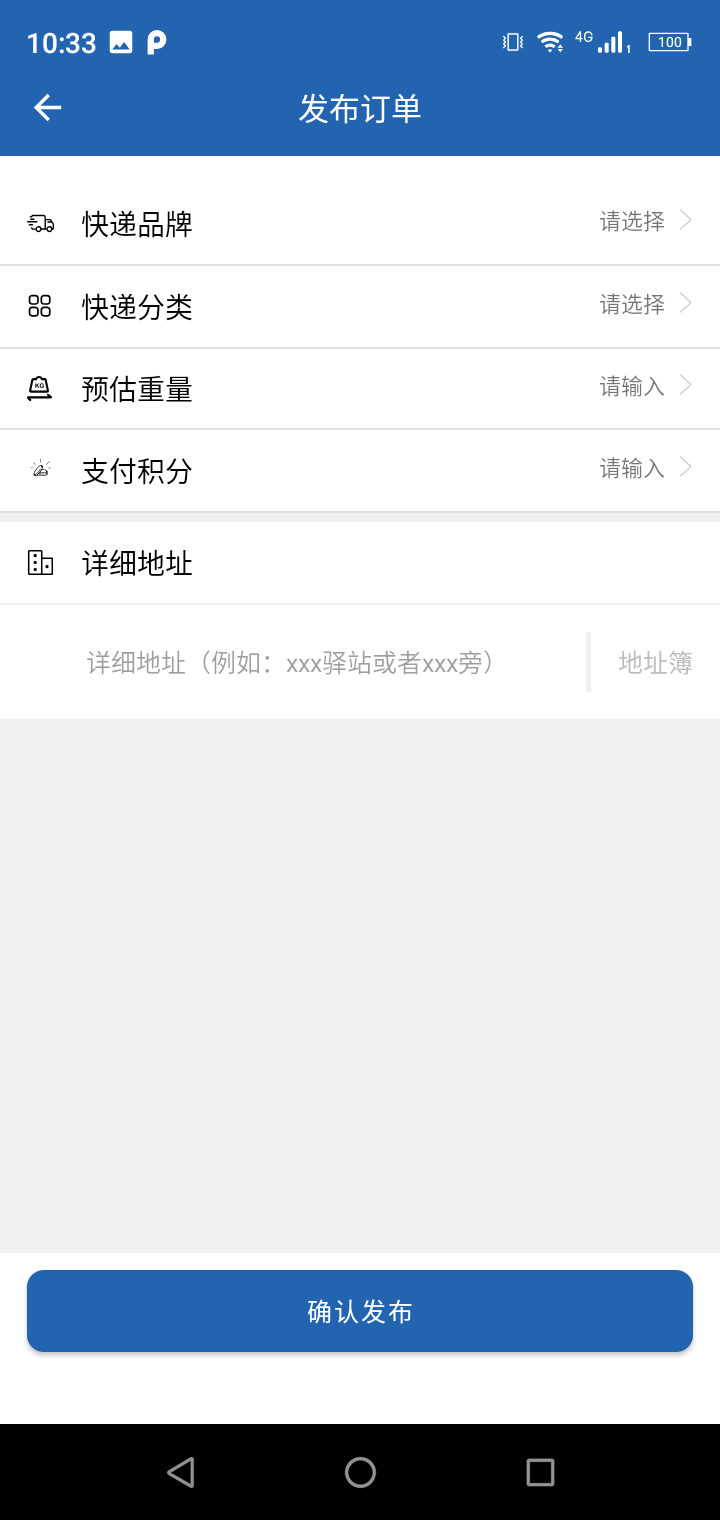 10:33 4G 1 100
发布订单
快递品牌 请选择
快递分类 请选择
KG
预估重量 请输入
支付积分 请输入
详细地址
详细地址（例如：xxx驿站或者xxx旁） 地址簿
确认发布